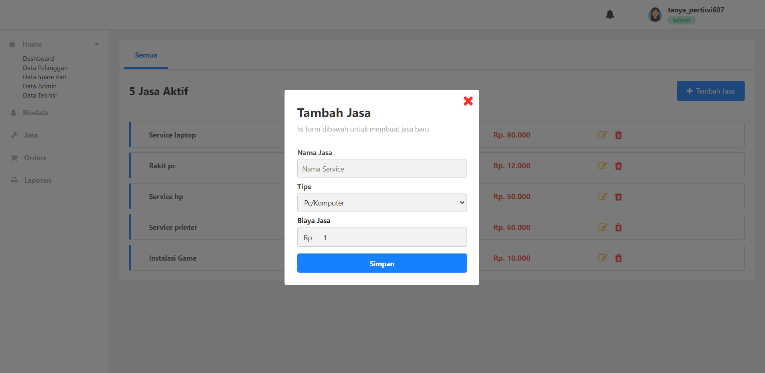 tanya_pertiwi607
admin
Home
Dashboard
Data Pelanggan
Data Spare Part
Data Admin
Data Teknisi
Biodata
Jasa
Orders
Laporan
Semua
5 Jasa Aktif
Tambah Jasa
Service laptop
Rp. 80.000
Rakit pc
Rp. 12.000
Service hp
Rp. 50.000
Service printer
Rp. 60.000
Instalasi Game
Rp. 10.000
Tambah Jasa
Isi form dibawah untuk membuat jasa baru
Nama Jasa
Nama Service
Tipe
Pc/Komputer
Biaya Jasa
Rp 1
Simpan